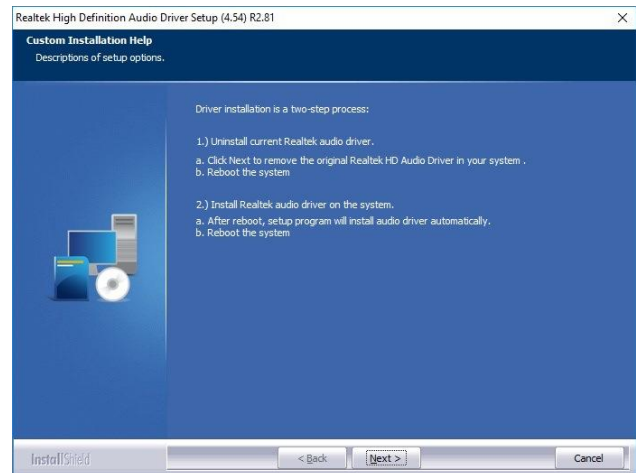 Realtek High Definition Audio Driver Setup (4.54) R2.81
Custom Installation Help
Descriptions of setup options.
Driver installation is a two-step process:
1.) Uninstall current Realtek audio driver.
a. Click Next to remove the original Realtek HD Audio Driver in your system .
b. Reboot the system
2.) Install Realtek audio driver on the system.
a. After reboot, setup program will install audio driver automatically.
b. Reboot the system
InstallShield
< Back
Next >
Cancel